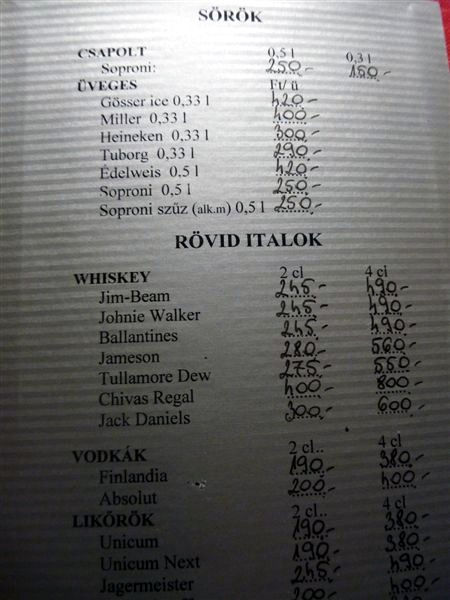 SÖRÖK
CSAPOLT 0,5 l 0,3 l
Soproni: 250.- 150.-
ÜVEGES Ft/ü
Gösser ice 0,33 l 420.-
Miller 0,33 l 400.-
Heineken 0,33 l 300.-
Tuborg 0,33 l 290.-
Edelweis 0,5 l 420.-
Soproni 0,5 l 250.-
Soproni szűz (alk.m) 0,5 l 250.-
RÖVID ITALOK
WHISKEY 2 cl 4 cl
Jim-Beam 245.- 490.-
Johnie Walker 245.- 490.-
Ballantines 245.- 490.-
Jameson 280.- 560.-
Tullamore Dew 275.- 550.-
Chivas Regal 400.- 800.-
Jack Daniels 300.- 600.-
VODKÁK 2 cl.. 4 cl
Finlandia 190.- 380.-
Absolut 200.- 400.-
LIKŐRÖK 2 cl.. 4 cl
Unicum 190.- 380.-
Unicum Next 190.- 380.-
Jagermeister 245.- 490.-
200.- 400.-